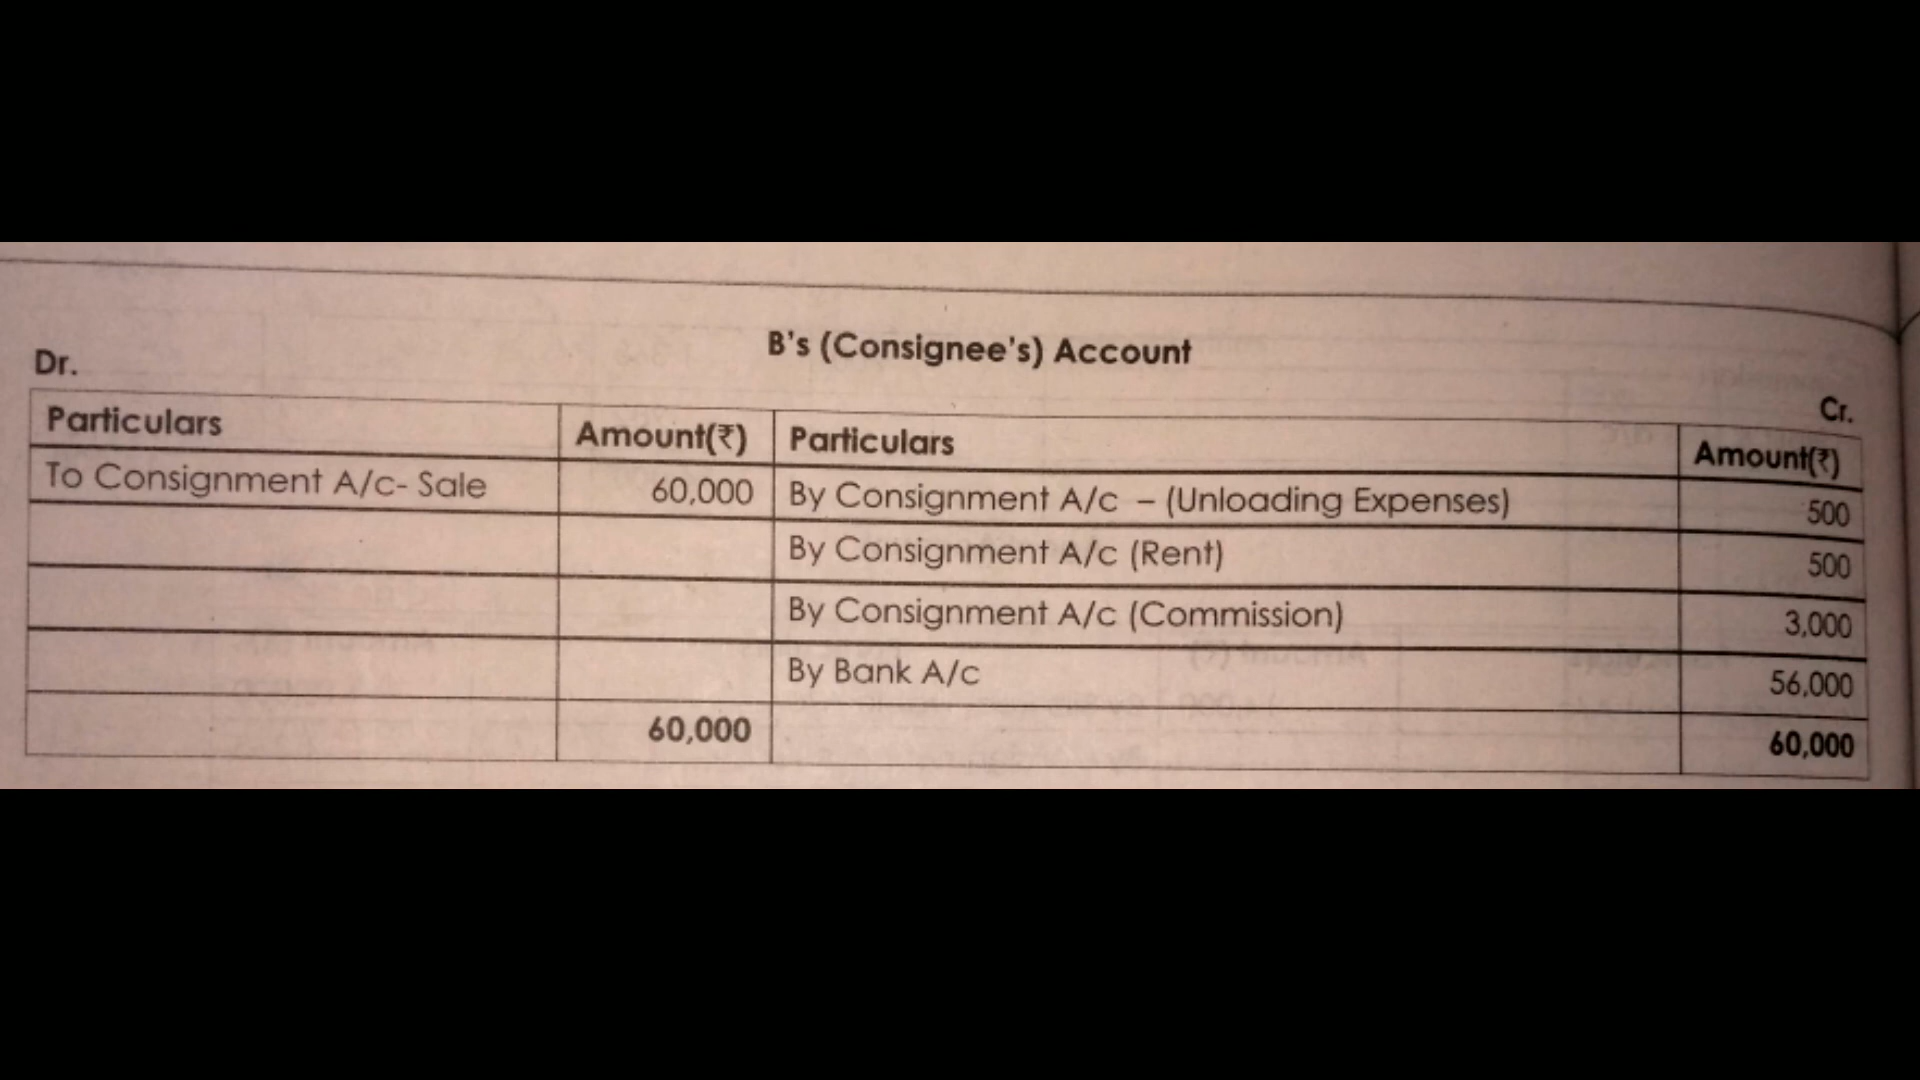 B's (Consignee's) Account
Dr.
Cr.
Particulars Amount(₹) Particulars Amount(₹)
To Consignment A/c- Sale 60,000 By Consignment A/c – (Unloading Expenses) 500
By Consignment A/c (Rent) 500
By Consignment A/c (Commission) 3,000
By Bank A/c 56,000
60,000 60,000